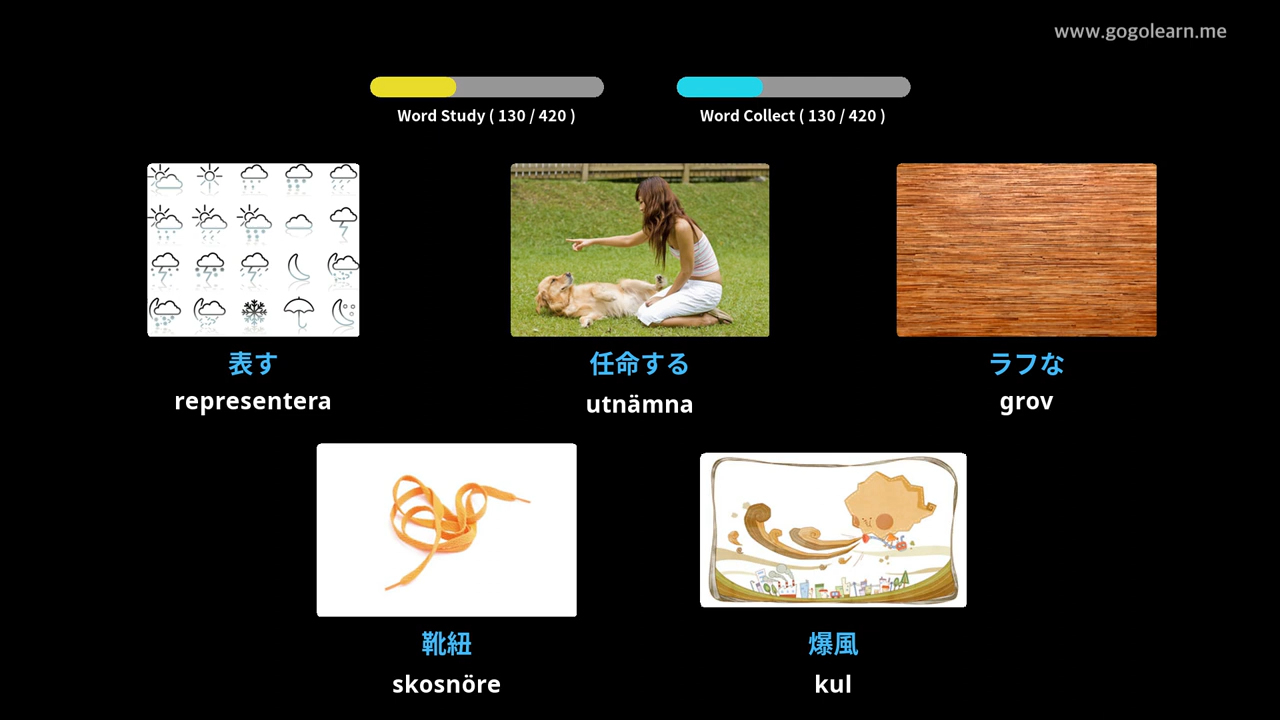 www.gogolearn.me
Word Study ( 130 / 420 )
Word Collect ( 130 / 420 )
表す
representera
任命する
utnämna
ラフな
grov
靴紐
skosnöre
爆風
kul